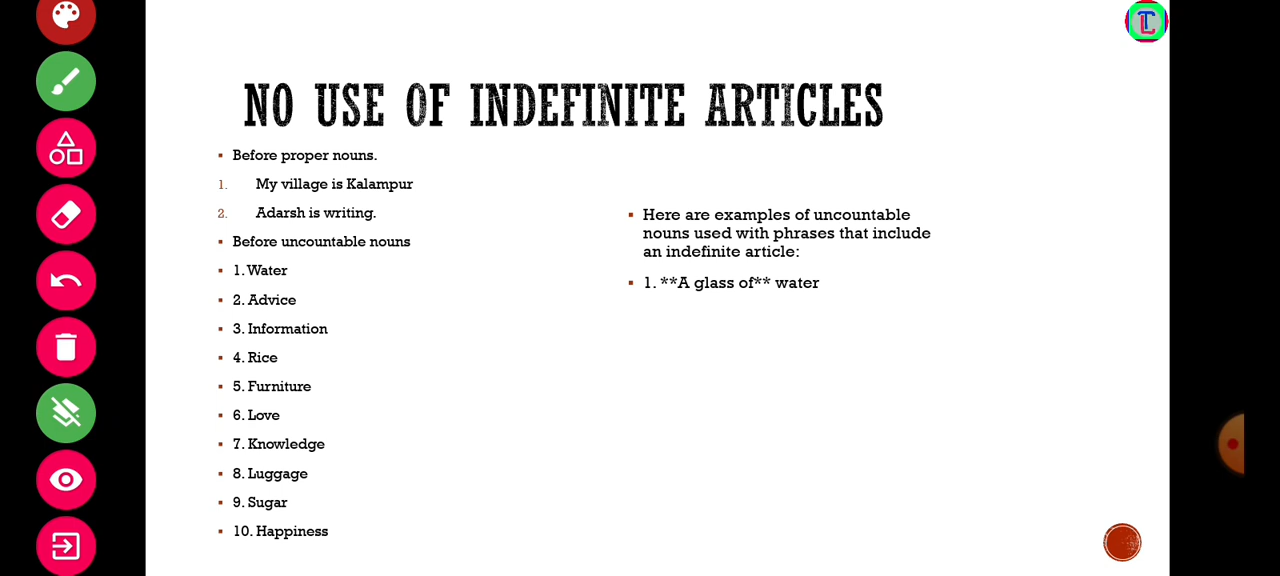 NO USE OF INDEFINITE ARTICLES
▪ Before proper nouns.
1. My village is Kalampur
2. Adarsh is writing.
▪ Before uncountable nouns
▪ 1. Water
▪ 2. Advice
▪ 3. Information
▪ 4. Rice
▪ 5. Furniture
▪ 6. Love
▪ 7. Knowledge
▪ 8. Luggage
▪ 9. Sugar
▪ 10. Happiness
▪ Here are examples of uncountable
nouns used with phrases that include
an indefinite article:
▪ 1. **A glass of** water